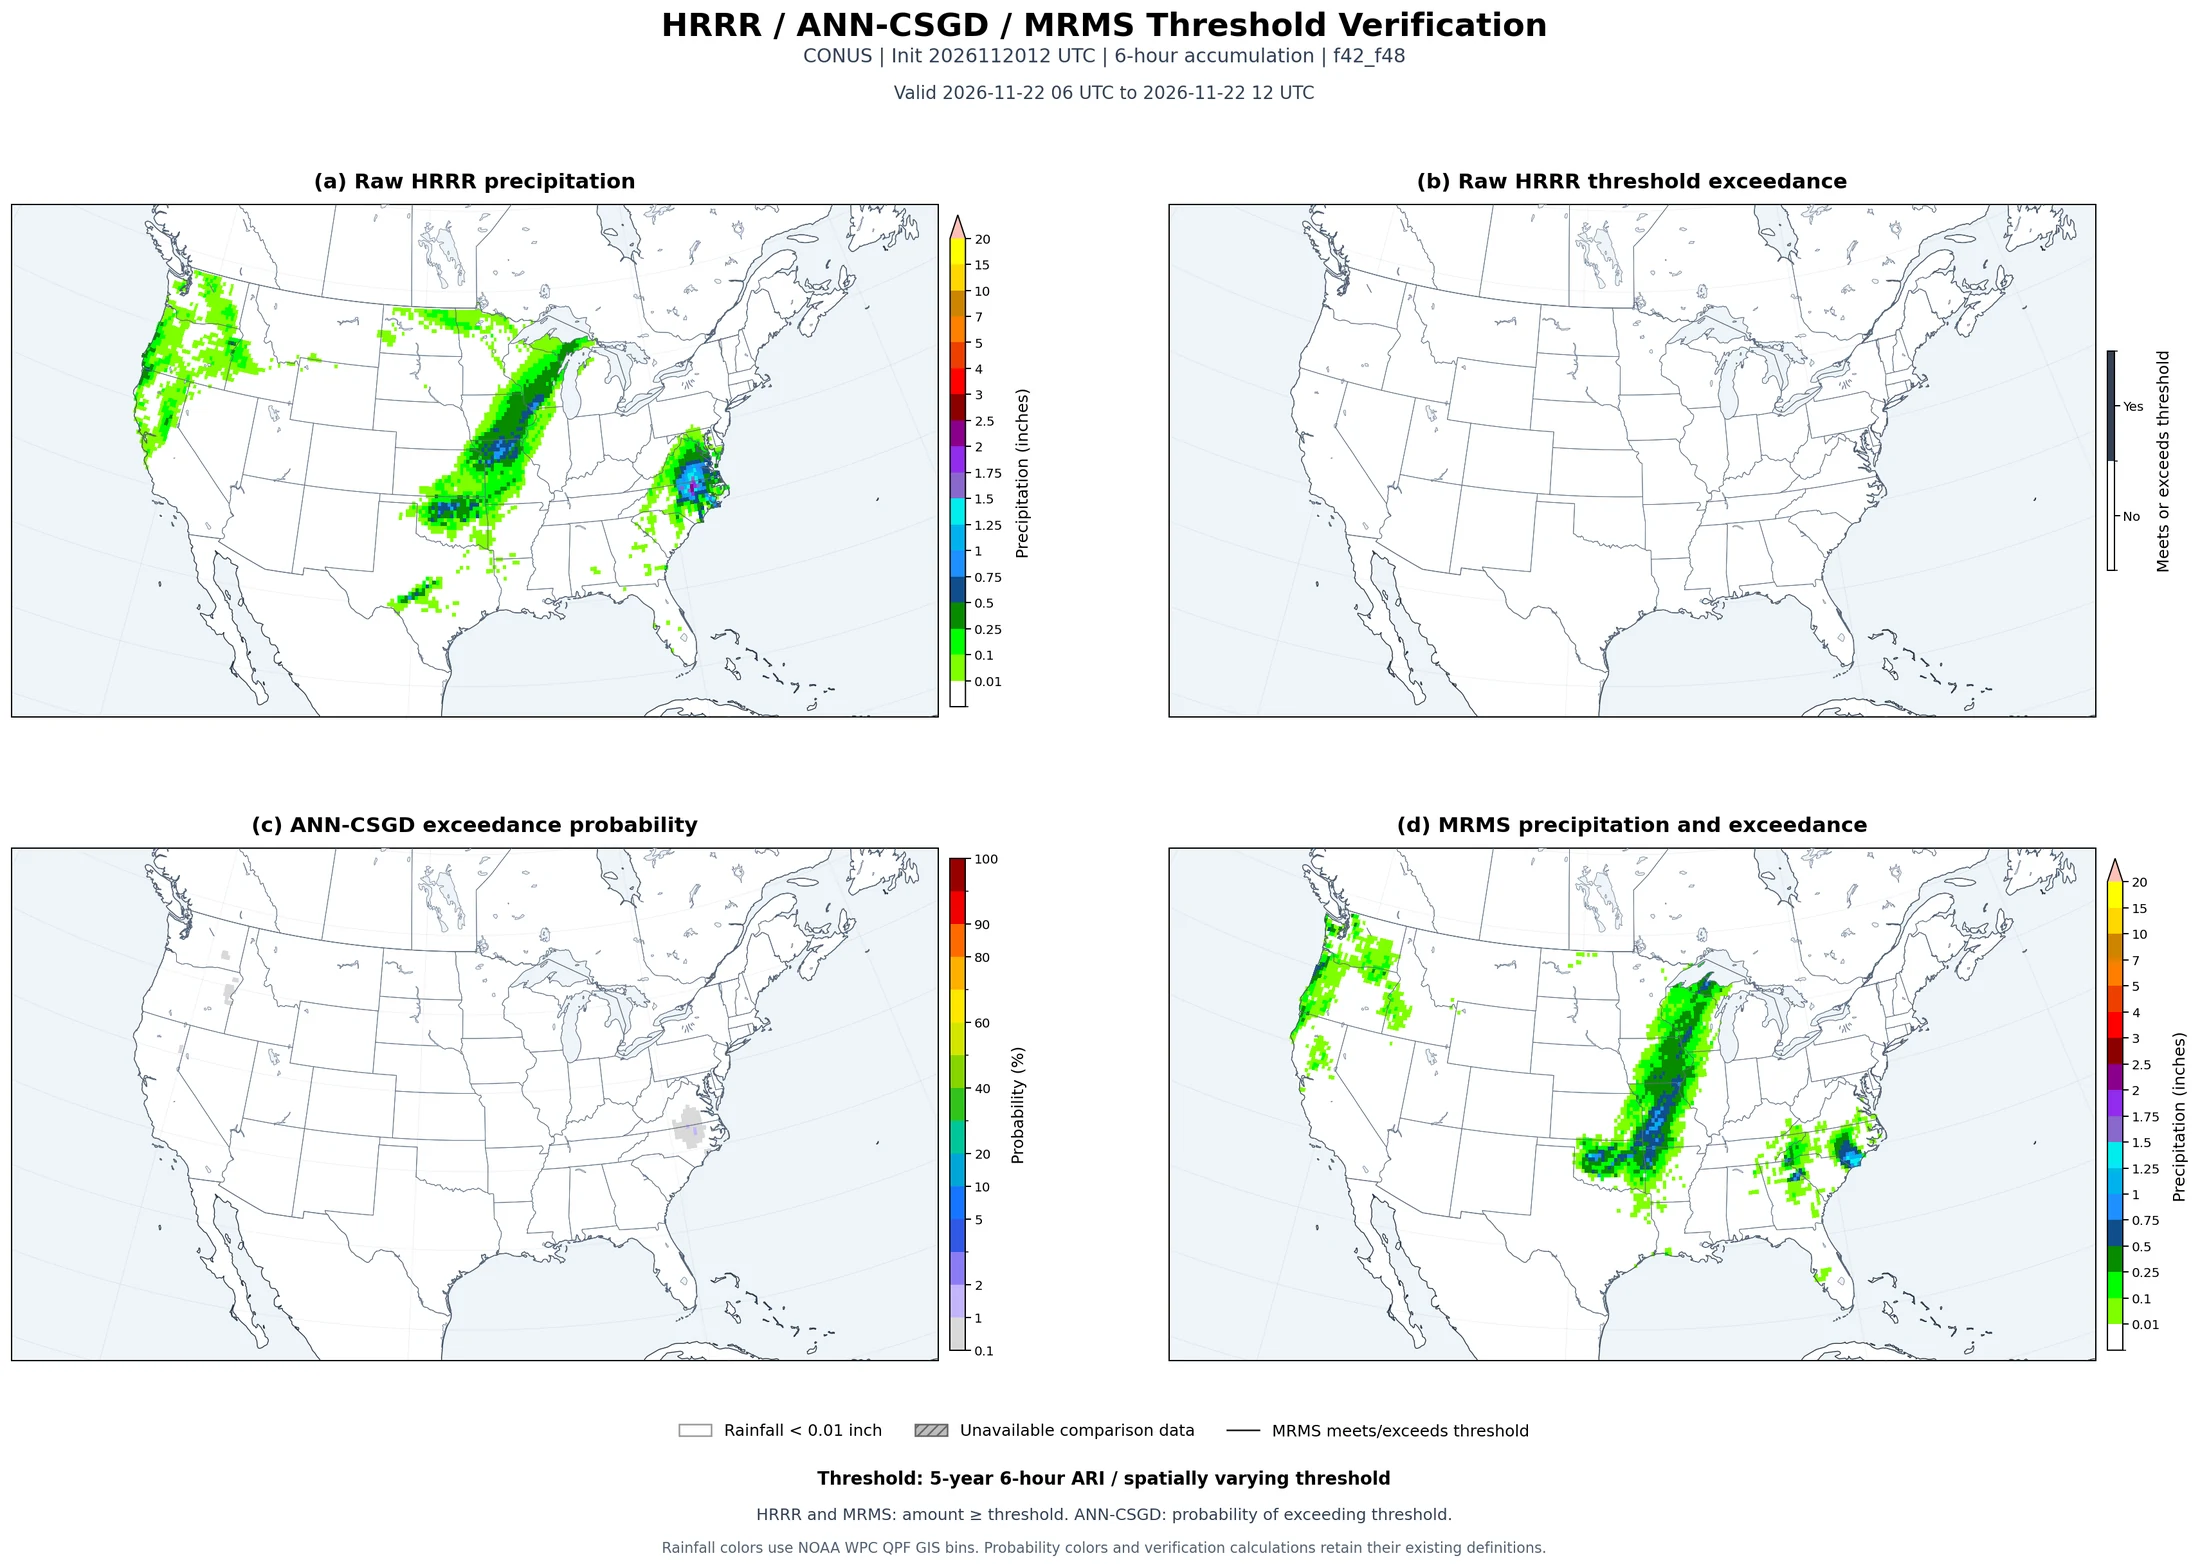 HRRR / ANN-CSGD / MRMS Threshold Verification
CONUS | Init 2026112012 UTC | 6-hour accumulation | f42_f48
Valid 2026-11-22 06 UTC to 2026-11-22 12 UTC
(a) Raw HRRR precipitation
20
15
10
7
5
4
3
2.5
2
1.75
1.5
1.25
1
0.75
0.5
0.25
0.1
0.01
Precipitation (inches)
(b) Raw HRRR threshold exceedance
Yes
No
Meets or exceeds threshold
(c) ANN-CSGD exceedance probability
100
90
80
60
40
20
10
5
2
1
0.1
Probability (%)
(d) MRMS precipitation and exceedance
20
15
10
7
5
4
3
2.5
2
1.75
1.5
1.25
1
0.75
0.5
0.25
0.1
0.01
Precipitation (inches)
Rainfall < 0.01 inch
Unavailable comparison data
MRMS meets/exceeds threshold
Threshold: 5-year 6-hour ARI / spatially varying threshold
HRRR and MRMS: amount ≥ threshold. ANN-CSGD: probability of exceeding threshold.
Rainfall colors use NOAA WPC QPF GIS bins. Probability colors and verification calculations retain their existing definitions.